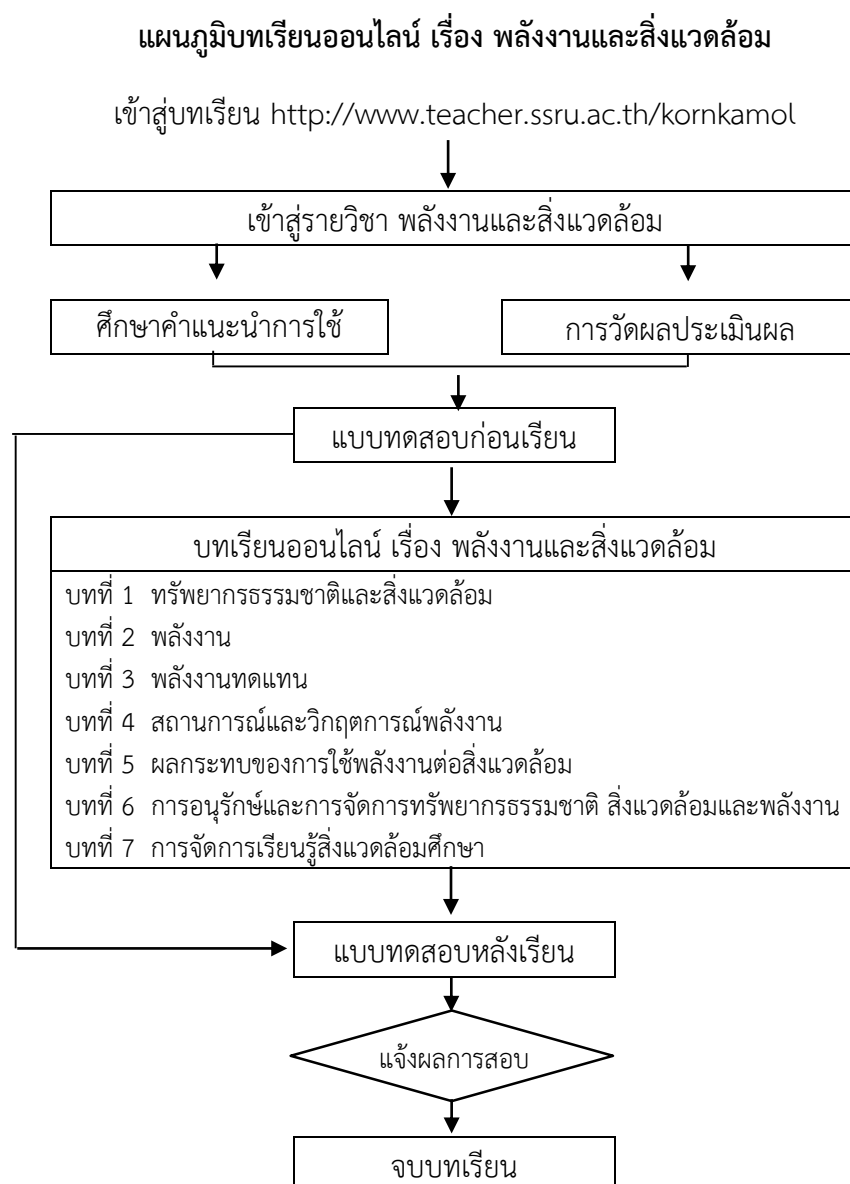 แผนภูมิบทเรียนออนไลน์ เรื่อง พลังงานและสิ่งแวดล้อม
เข้าสู่บทเรียน http://www.teacher.ssru.ac.th/kornkamol
เข้าสู่รายวิชา พลังงานและสิ่งแวดล้อม
ศึกษาคำแนะนำการใช้
การวัดผลประเมินผล
แบบทดสอบก่อนเรียน
บทเรียนออนไลน์ เรื่อง พลังงานและสิ่งแวดล้อม
บทที่ 1 ทรัพยากรธรรมชาติและสิ่งแวดล้อม
บทที่ 2 พลังงาน
บทที่ 3 พลังงานทดแทน
บทที่ 4 สถานการณ์และวิกฤตการณ์พลังงาน
บทที่ 5 ผลกระทบของการใช้พลังงานต่อสิ่งแวดล้อม
บทที่ 6 การอนุรักษ์และการจัดการทรัพยากรธรรมชาติ สิ่งแวดล้อมและพลังงาน
บทที่ 7 การจัดการเรียนรู้สิ่งแวดล้อมศึกษา
แบบทดสอบหลังเรียน
แจ้งผลการสอบ
จบบทเรียน